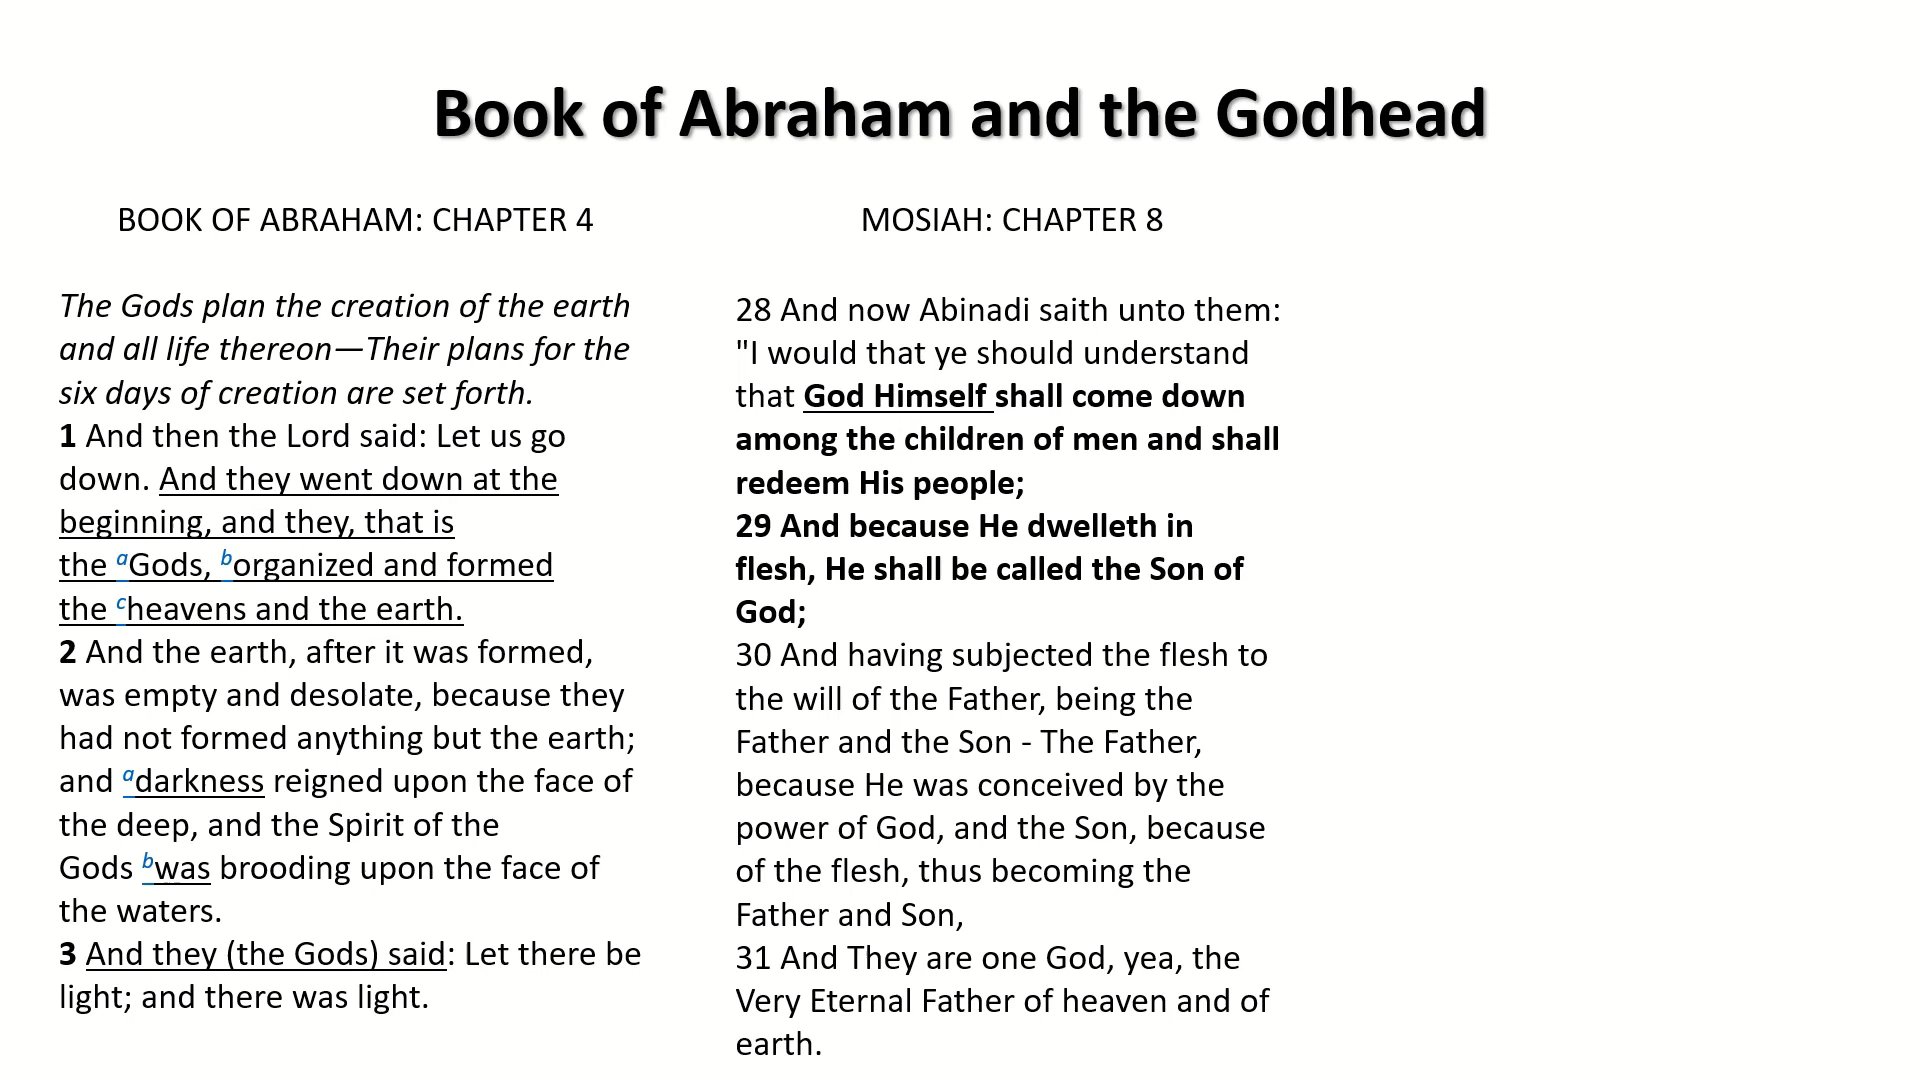 Book of Abraham and the Godhead
BOOK OF ABRAHAM: CHAPTER 4
The Gods plan the creation of the earth
and all life thereon—Their plans for the
six days of creation are set forth.
1 And then the Lord said: Let us go
down. And they went down at the
beginning, and they, that is
the aGods, borganized and formed
the cheavens and the earth.
2 And the earth, after it was formed,
was empty and desolate, because they
had not formed anything but the earth;
and adarkness reigned upon the face of
the deep, and the Spirit of the
Gods bwas brooding upon the face of
the waters.
3 And they (the Gods) said: Let there be
light; and there was light.
MOSIAH: CHAPTER 8
28 And now Abinadi saith unto them:
"I would that ye should understand
that God Himself shall come down
among the children of men and shall
redeem His people;
29 And because He dwelleth in
flesh, He shall be called the Son of
God;
30 And having subjected the flesh to
the will of the Father, being the
Father and the Son - The Father,
because He was conceived by the
power of God, and the Son, because
of the flesh, thus becoming the
Father and Son,
31 And They are one God, yea, the
Very Eternal Father of heaven and of
earth.